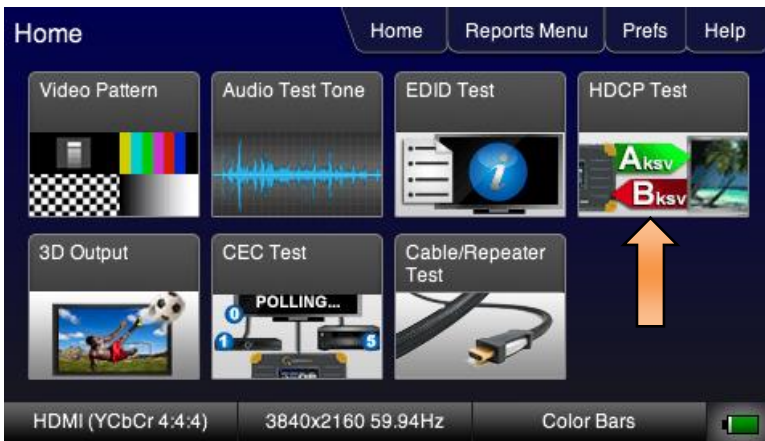 Home
Home
Reports Menu
Prefs
Help
Video Pattern
Audio Test Tone
EDID Test
HDCP Test
i
Aksv
Bksv
3D Output
CEC Test
Cable/Repeater
Test
POLLING...
0
1
5
HDMI (YCbCr 4:4:4)
3840x2160 59.94Hz
Color Bars